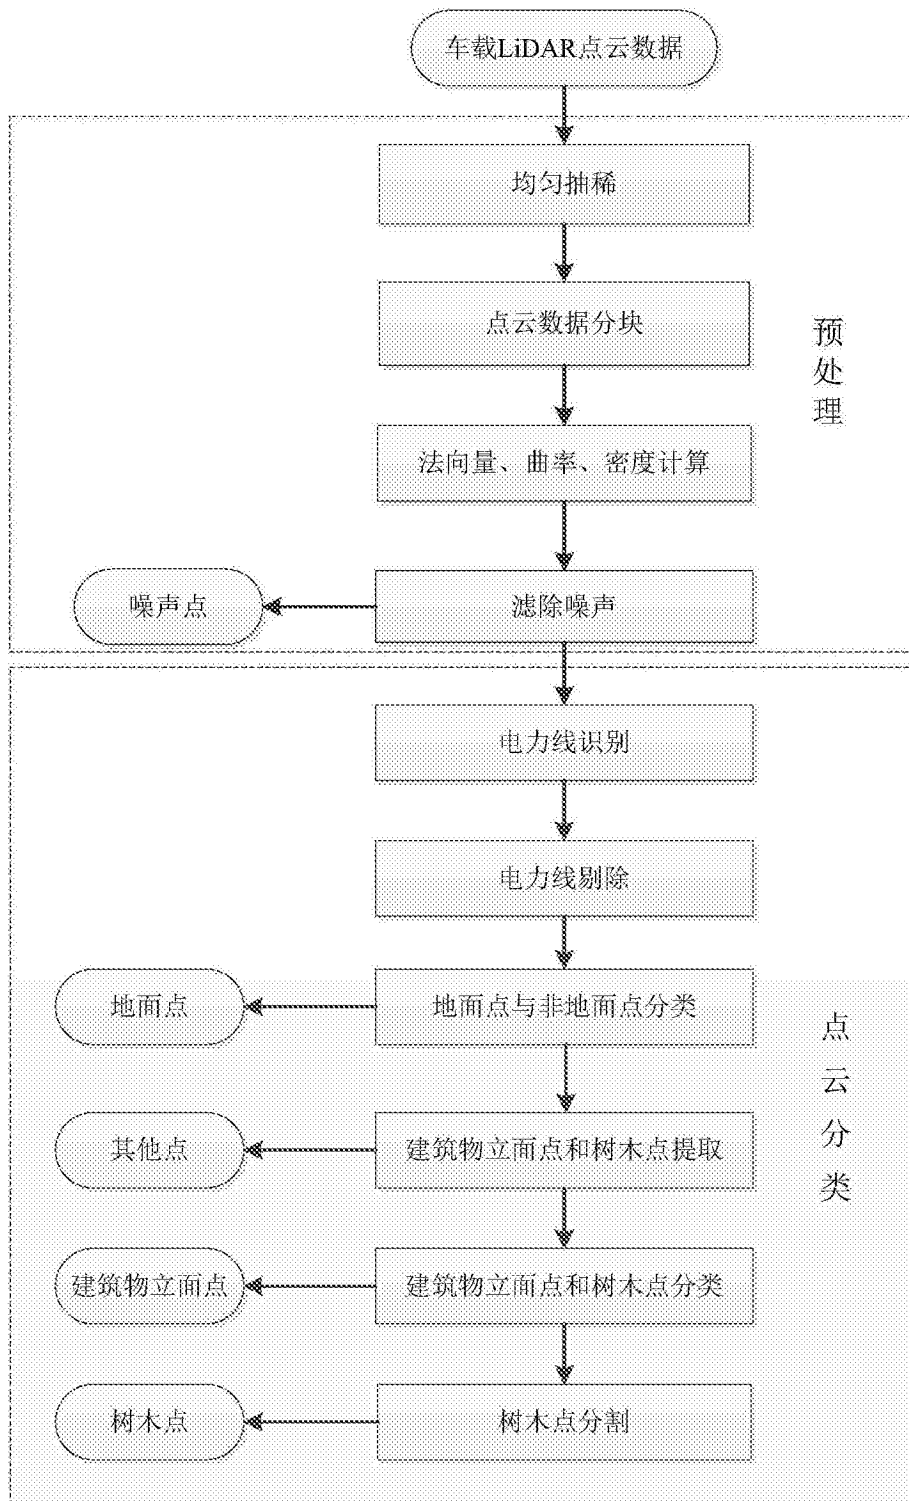 车载LiDAR点云数据
均匀抽稀
点云数据分块
预处理
法向量、曲率、密度计算
噪声点
滤除噪声
电力线识别
电力线剔除
地面点
地面点与非地面点分类
点云分类
其他点
建筑物立面点和树木点提取
建筑物立面点
建筑物立面点和树木点分类
树木点
树木点分割